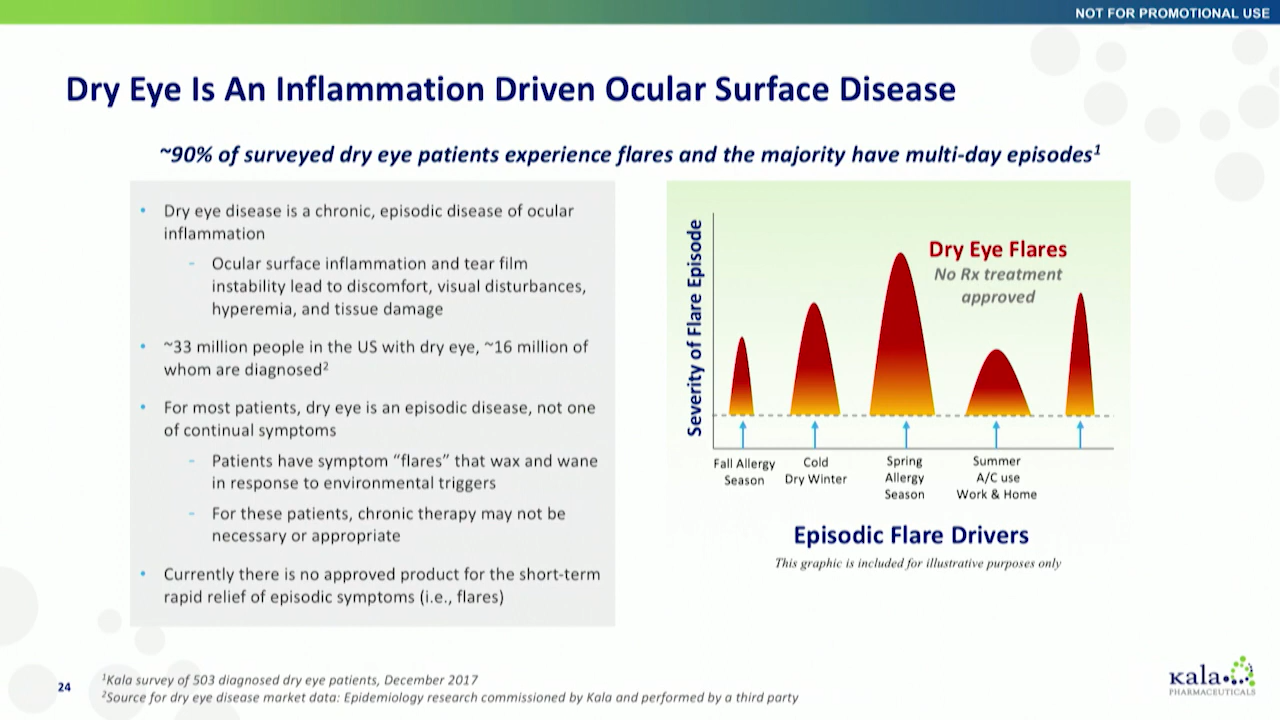 NOT FOR PROMOTIONAL USE
Dry Eye Is An Inflammation Driven Ocular Surface Disease
~90% of surveyed dry eye patients experience flares and the majority have multi-day episodes¹
• Dry eye disease is a chronic, episodic disease of ocular
inflammation
- Ocular surface inflammation and tear film
instability lead to discomfort, visual disturbances,
hyperemia, and tissue damage
• ~33 million people in the US with dry eye, ~16 million of
whom are diagnosed²
• For most patients, dry eye is an episodic disease, not one
of continual symptoms
- Patients have symptom “flares” that wax and wane
in response to environmental triggers
- For these patients, chronic therapy may not be
necessary or appropriate
• Currently there is no approved product for the short-term
rapid relief of episodic symptoms (i.e., flares)
Severity of Flare Episode
Dry Eye Flares
No Rx treatment
approved
Fall Allergy
Season
Cold
Dry Winter
Spring
Allergy
Season
Summer
A/C use
Work & Home
Episodic Flare Drivers
This graphic is included for illustrative purposes only
24
¹Kala survey of 503 diagnosed dry eye patients, December 2017
²Source for dry eye disease market data: Epidemiology research commissioned by Kala and performed by a third party
кala
PHARMACEUTICALS